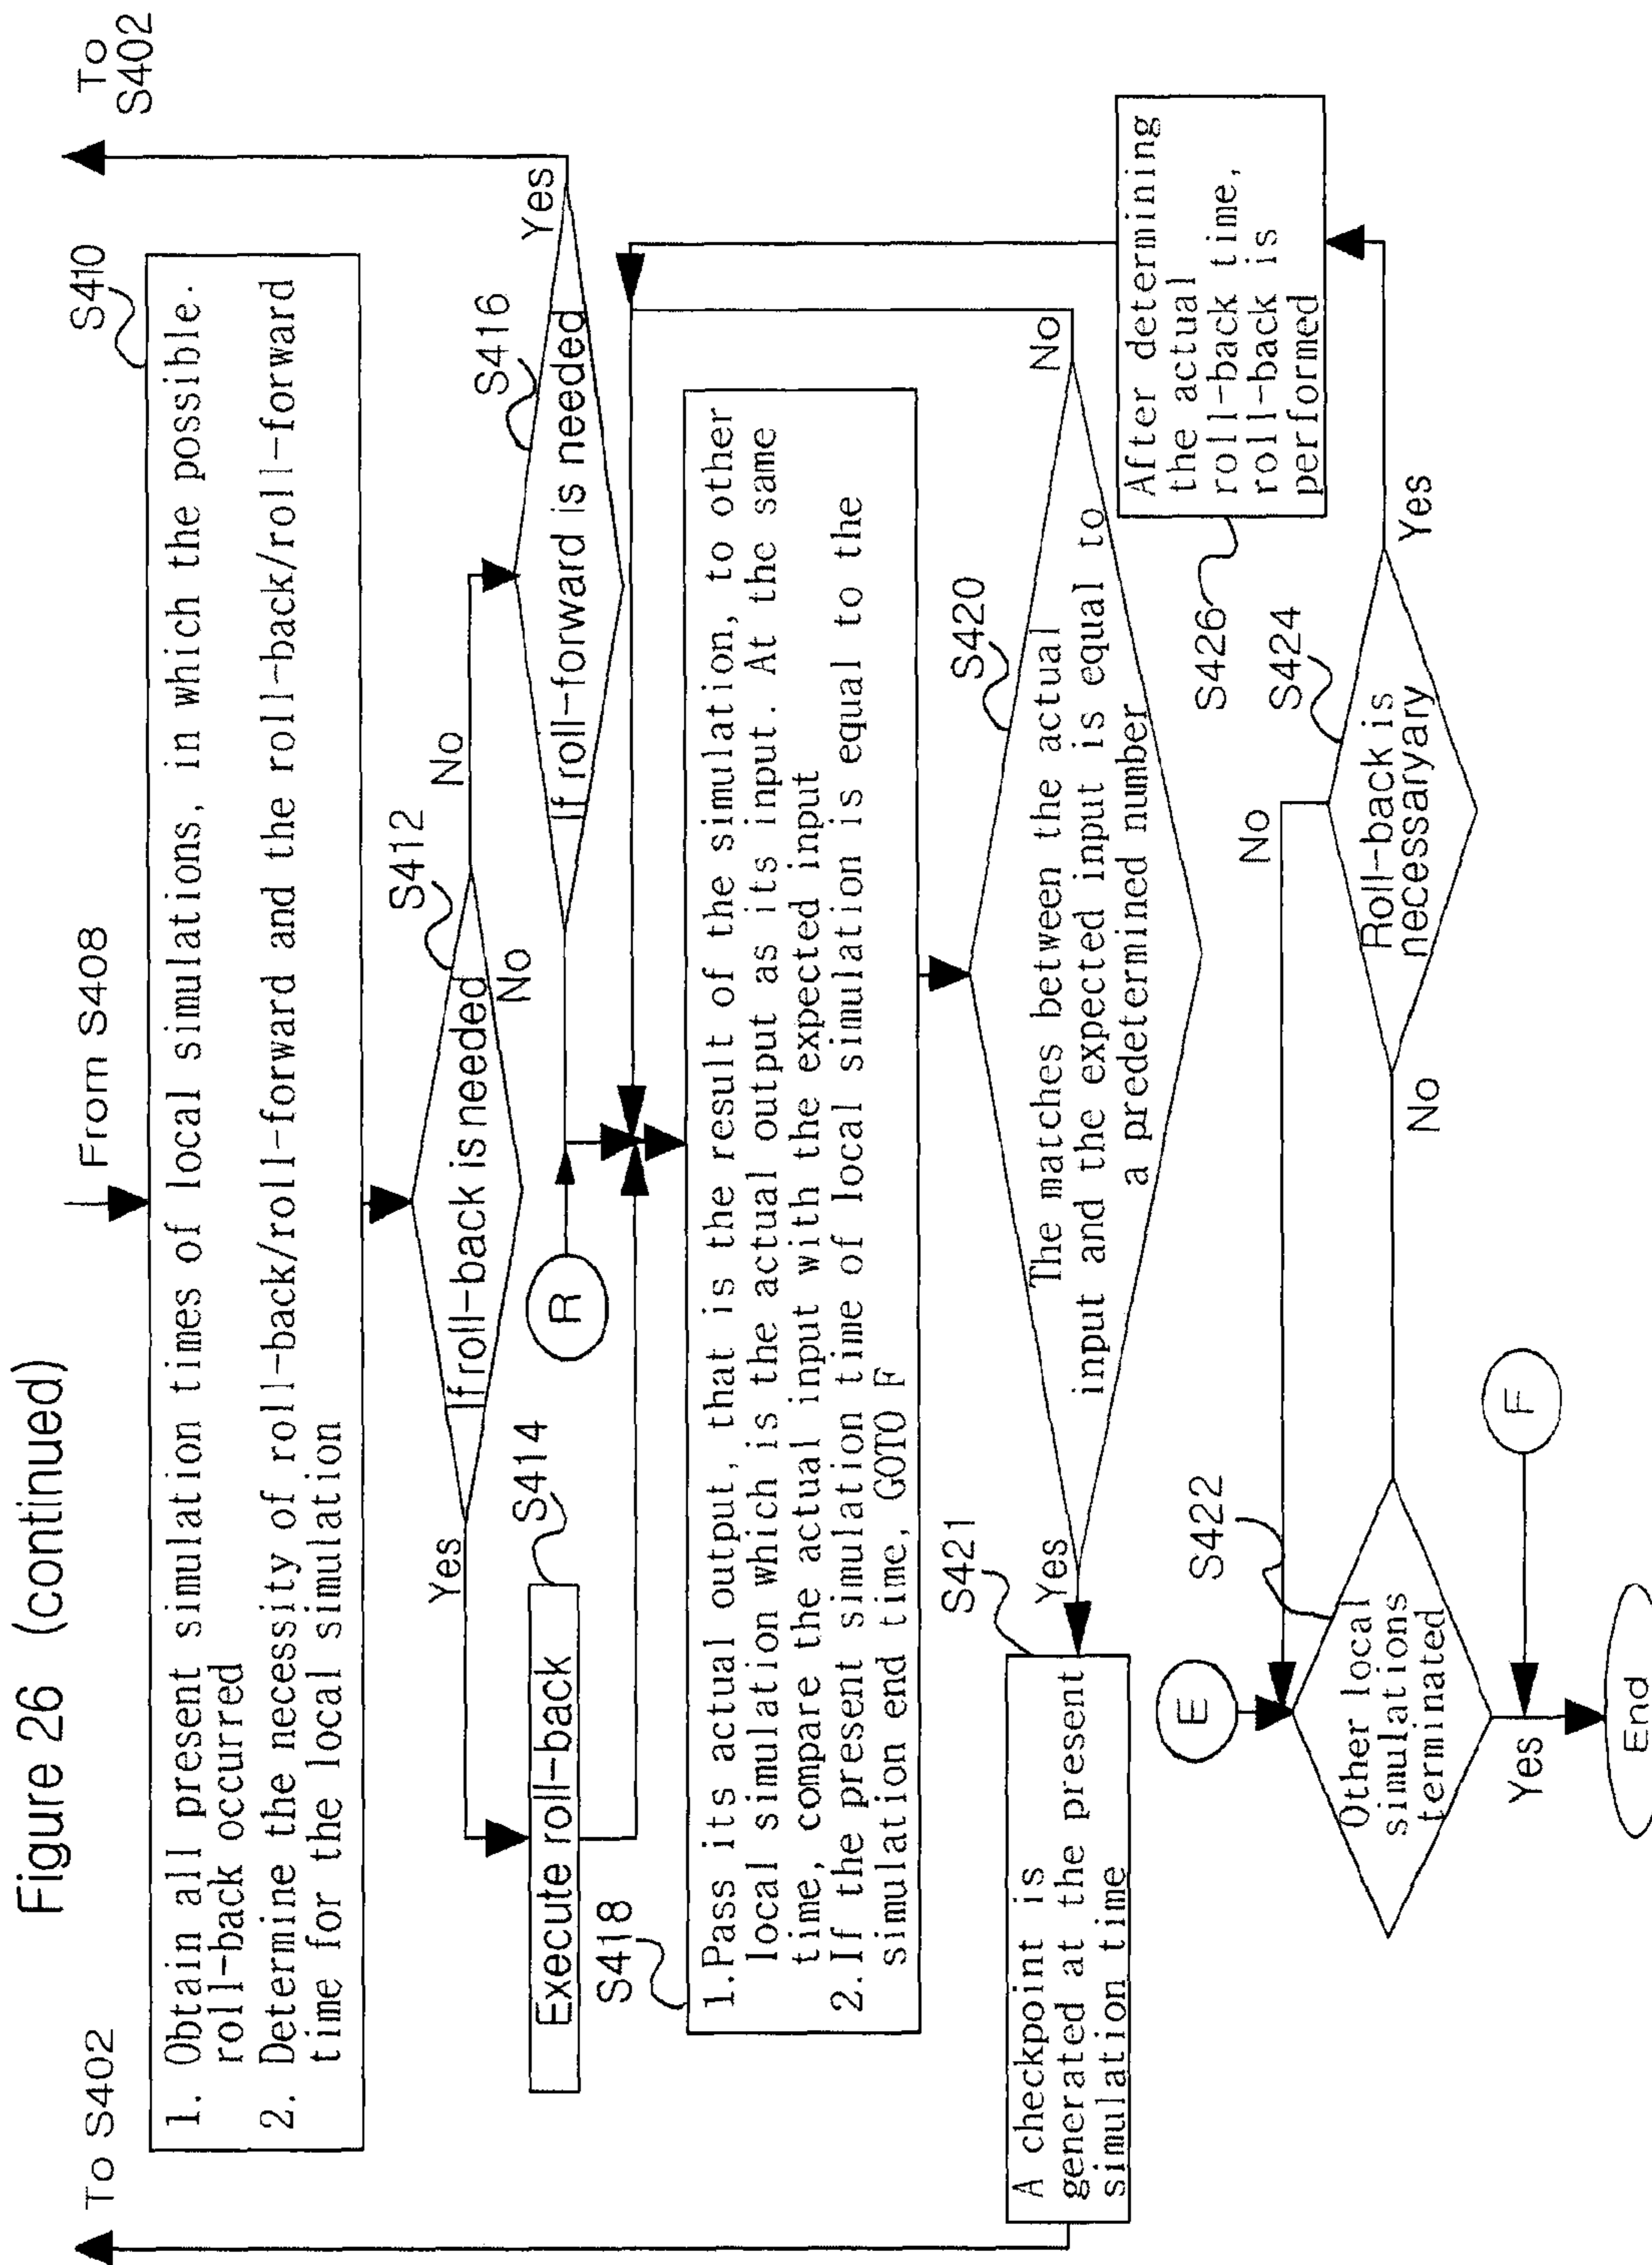 Figure 26 (continued)
To S402
From S408
To
S402
S410
1. Obtain all present simulation times of local simulations, in which the possible.
roll-back occurred
2. Determine the necessity of roll-back/roll-forward and the roll-back/roll-forward
time for the local simulation
S412
If roll-back is needed
Yes
No
No
S416
If roll-forward is needed
Yes
S414
Execute roll-back
R
S418
1.Pass its actual output, that is the result of the simulation, to other
local simulation which is the actual output as its input. At the same
time, compare the actual input with the expected input
2.If the present simulation time of local simulation is equal to the
simulation end time, GOTO F
S420
The matches between the actual
input and the expected input is equal to
a predetermined number
Yes
No
S421
A checkpoint is
generated at the present
simulation time
E
S422
Other local
simulations
terminated
No
Yes
No
S424
Roll-back is
necessaryary
Yes
S426
After determining
the actual
roll-back time,
roll-back is
performed
F
End